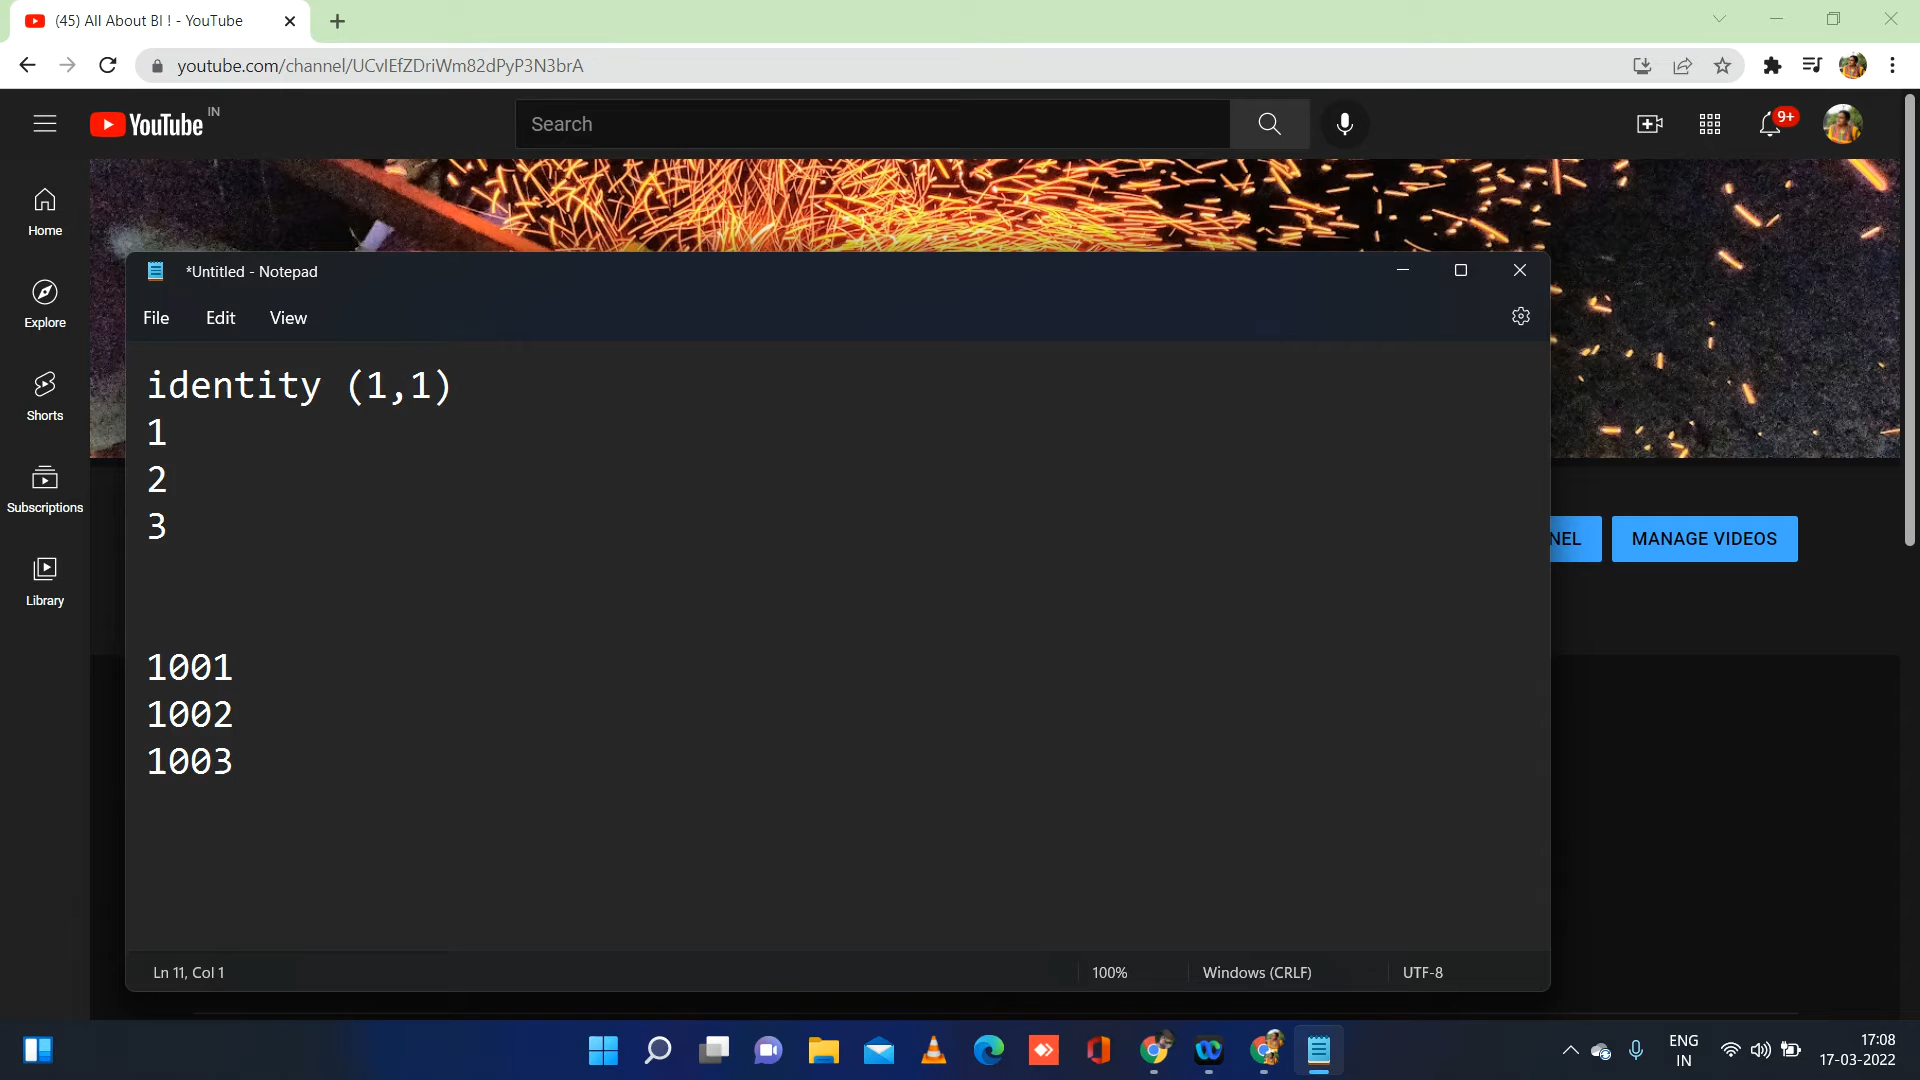 (45) All About BI ! - YouTube
youtube.com/channel/UCvIEfZDriWm82dPyP3N3brA
YouTube IN
Search
9+
Home
Explore
Shorts
Subscriptions
Library
*Untitled - Notepad
File Edit View
identity (1,1)
1
2
3
1001
1002
1003
NEL
MANAGE VIDEOS
Ln 11, Col 1
100%
Windows (CRLF)
UTF-8
ENG
IN
17:08
17-03-2022